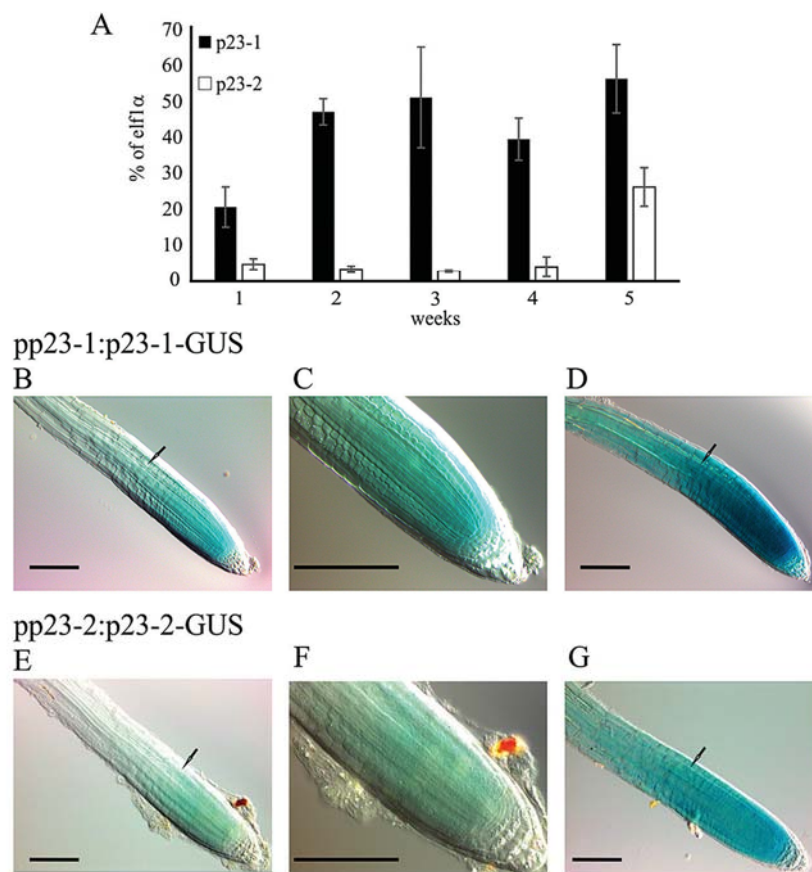 A
% of elf1α
70
60
50
40
30
20
10
0
p23-1
p23-2
1 2 3 4 5
weeks
pp23-1:p23-1-GUS
B C D
pp23-2:p23-2-GUS
E F G